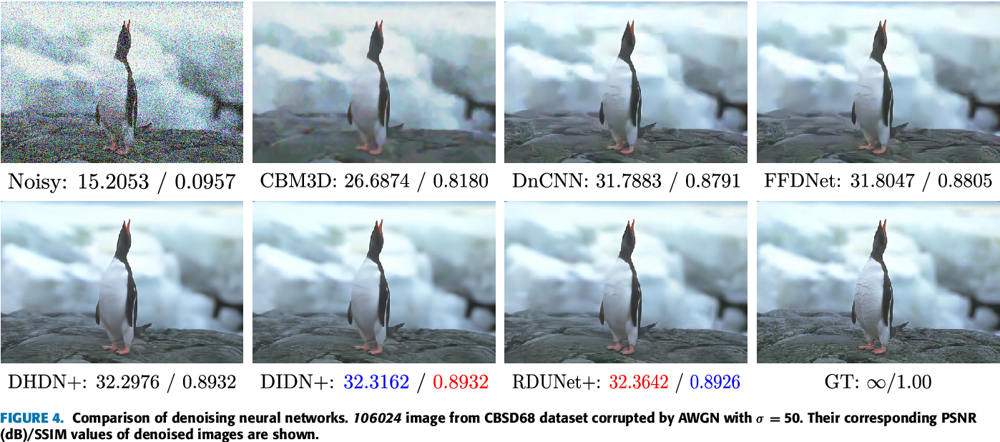 Noisy: 15.2053 / 0.0957
CBM3D: 26.6874 / 0.8180
DnCNN: 31.7883 / 0.8791
FFDNet: 31.8047 / 0.8805
DHDN+: 32.2976 / 0.8932
DIDN+: 32.3162 / 0.8932
RDUNet+: 32.3642 / 0.8926
GT: ∞/1.00
FIGURE 4. Comparison of denoising neural networks. 106024 image from CBSD68 dataset corrupted by AWGN with σ = 50. Their corresponding PSNR
(dB)/SSIM values of denoised images are shown.